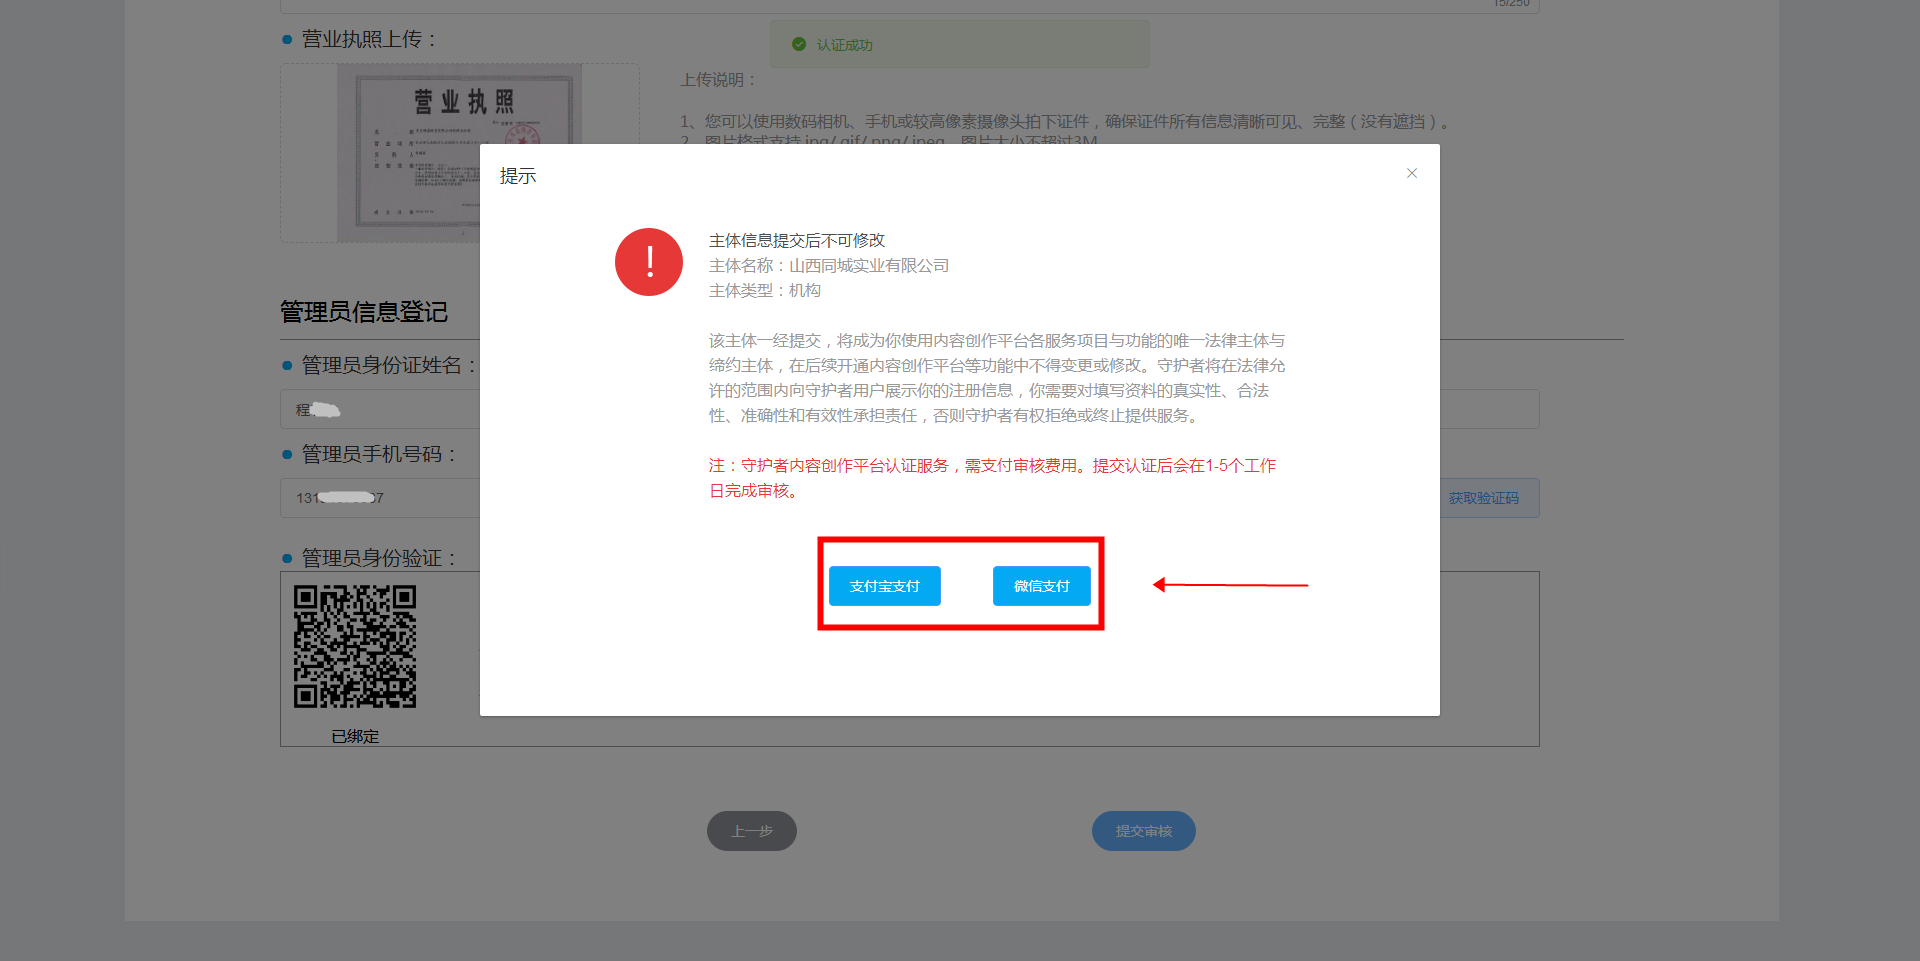 15/250
营业执照上传：
认证成功
上传说明：
营业执照
1、您可以使用数码相机、手机或较高像素摄像头拍下证件，确保证件所有信息清晰可见、完整（没有遮挡）。
2、图片格式支持jpg/gif/png/jpeg，图片大小不超过3M
提示
主体信息提交后不可修改
主体名称：山西同城实业有限公司
主体类型：机构
该主体一经提交，将成为你使用内容创作平台各服务项目与功能的唯一法律主体与
缔约主体，在后续开通内容创作平台等功能中不得变更或修改。守护者将在法律允
许的范围内向守护者用户展示你的注册信息，你需要对填写资料的真实性、合法
性、准确性和有效性承担责任，否则守护者有权拒绝或终止提供服务。
注：守护者内容创作平台认证服务，需支付审核费用。提交认证后会在1-5个工作
日完成审核。
支付宝支付
微信支付
管理员信息登记
管理员身份证姓名：
程
管理员手机号码：
131 7
获取验证码
管理员身份验证：
已绑定
上一步
提交审核